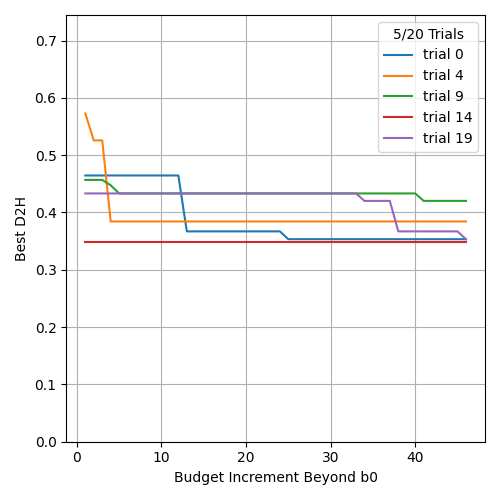 5/20 Trials
trial 0
trial 4
trial 9
trial 14
trial 19
Best D2H
0.7
0.6
0.5
0.4
0.3
0.2
0.1
0.0
0 10 20 30 40
Budget Increment Beyond b0